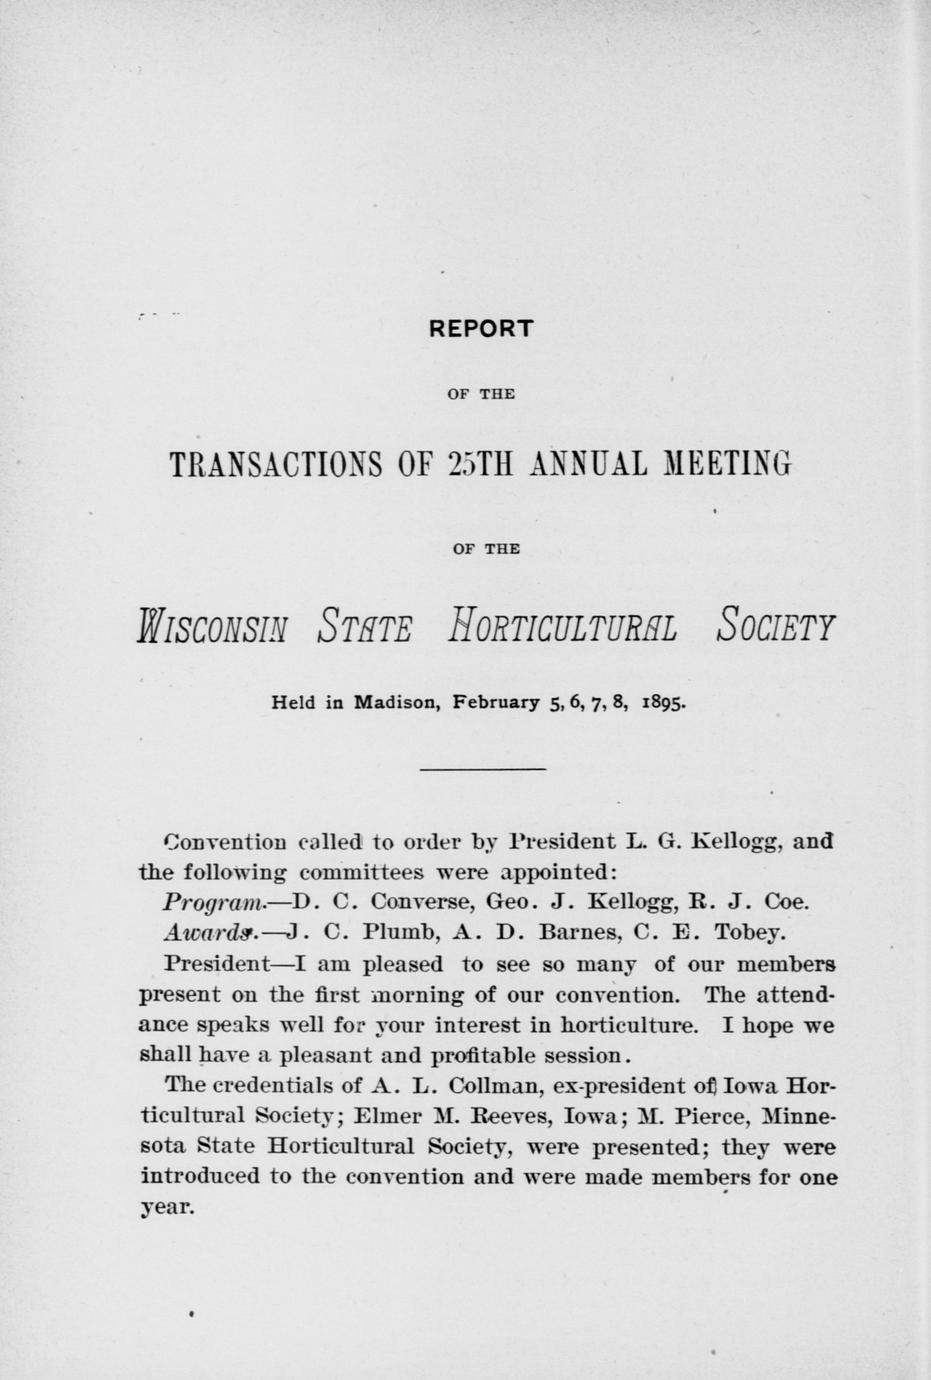 REPORT
OF THE
TRANSACTIONS OF 25TH ANNUAL MEETING
OF THE
WISCONSIN STATE HORTICULTURAL SOCIETY
Held in Madison, February 5, 6, 7, 8, 1895.
Convention called to order by President L. G. Kellogg, and
the following committees were appointed:
Program.—D. C. Converse, Geo. J. Kellogg, R. J. Coe.
Awards.—J. C. Plumb, A. D. Barnes, C. E. Tobey.
President—I am pleased to see so many of our members
present on the first morning of our convention. The attend-
ance speaks well for your interest in horticulture. I hope we
shall have a pleasant and profitable session.
The credentials of A. L. Collman, ex-president of Iowa Hor-
ticultural Society; Elmer M. Reeves, Iowa; M. Pierce, Minne-
sota State Horticultural Society, were presented; they were
introduced to the convention and were made members for one
year.